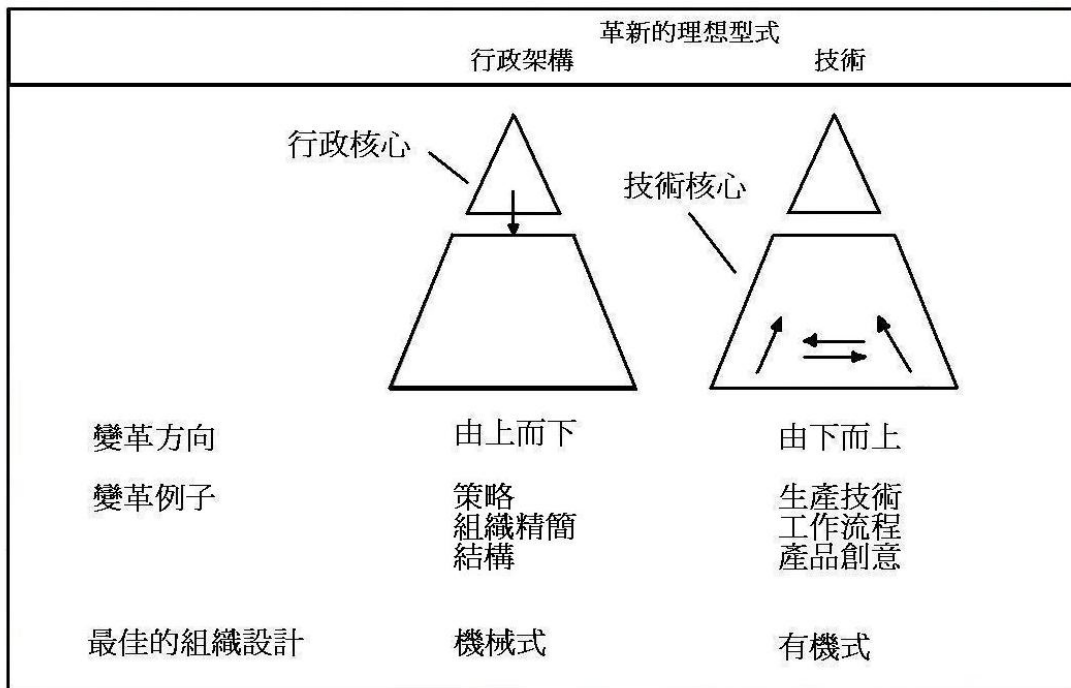 革新的理想型式
行政架構 技術
行政核心
技術核心
變革方向 由上而下 由下而上
變革例子 策略 生產技術
組織精簡 工作流程
結構 產品創意
最佳的組織設計 機械式 有機式